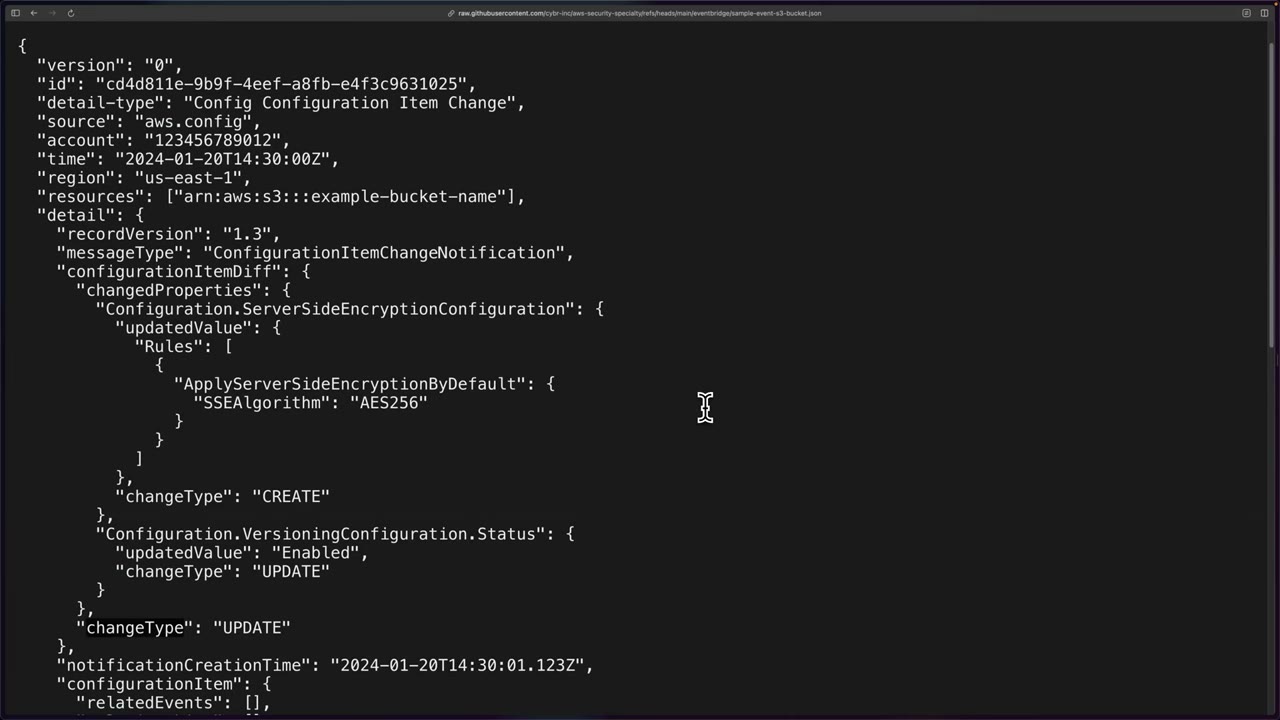 raw.githubusercontent.com/cybr-inc/aws-security-specialty/refs/heads/main/eventbridge/sample-event-s3-bucket.json
{
  "version": "0",
  "id": "cd4d811e-9b9f-4eef-a8fb-e4f3c9631025",
  "detail-type": "Config Configuration Item Change",
  "source": "aws.config",
  "account": "123456789012",
  "time": "2024-01-20T14:30:00Z",
  "region": "us-east-1",
  "resources": ["arn:aws:s3:::example-bucket-name"],
  "detail": {
    "recordVersion": "1.3",
    "messageType": "ConfigurationItemChangeNotification",
    "configurationItemDiff": {
      "changedProperties": {
        "Configuration.ServerSideEncryptionConfiguration": {
          "updatedValue": {
            "Rules": [
              {
                "ApplyServerSideEncryptionByDefault": {
                  "SSEAlgorithm": "AES256"
                }
              }
            ]
          },
          "changeType": "CREATE"
        },
        "Configuration.VersioningConfiguration.Status": {
          "updatedValue": "Enabled",
          "changeType": "UPDATE"
        }
      },
      "changeType": "UPDATE"
    },
    "notificationCreationTime": "2024-01-20T14:30:01.123Z",
    "configurationItem": {
      "relatedEvents": [],